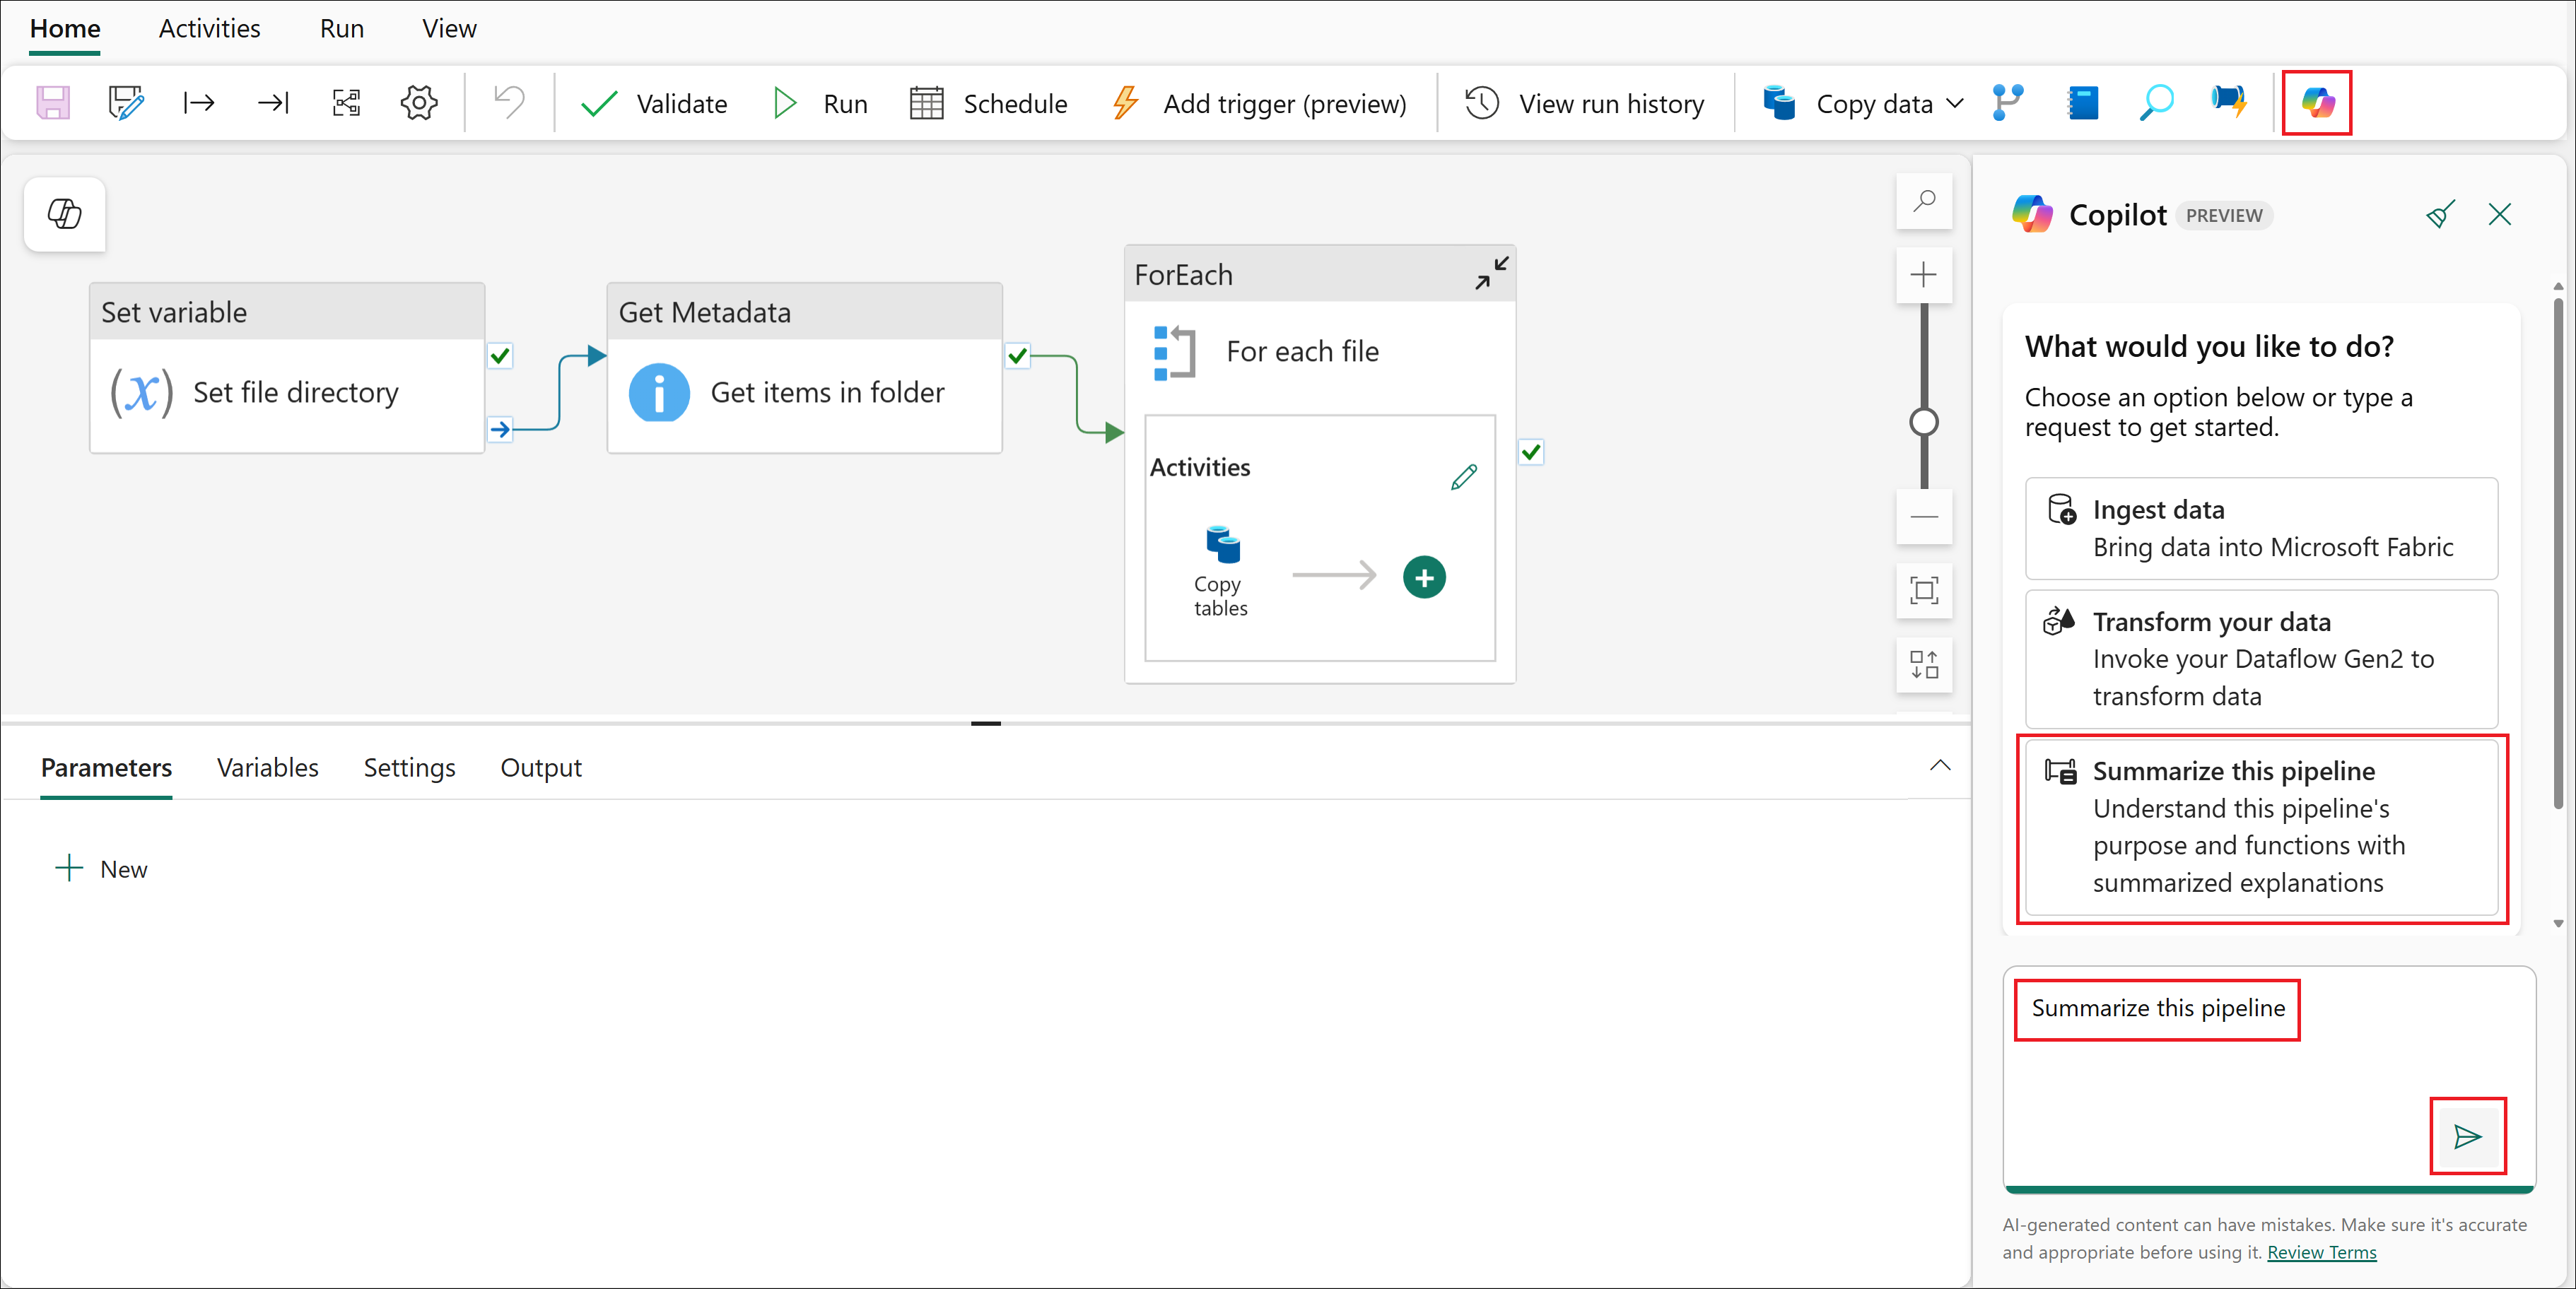 Home Activities Run View
Validate Run Schedule Add trigger (preview) View run history Copy data
Set variable
(x) Set file directory
Get Metadata
Get items in folder
ForEach
For each file
Activities
Copy
tables
Parameters Variables Settings Output
New
Copilot PREVIEW
What would you like to do?
Choose an option below or type a
request to get started.
Ingest data
Bring data into Microsoft Fabric
Transform your data
Invoke your Dataflow Gen2 to
transform data
Summarize this pipeline
Understand this pipeline's
purpose and functions with
summarized explanations
Summarize this pipeline
AI-generated content can have mistakes. Make sure it's accurate
and appropriate before using it. Review Terms